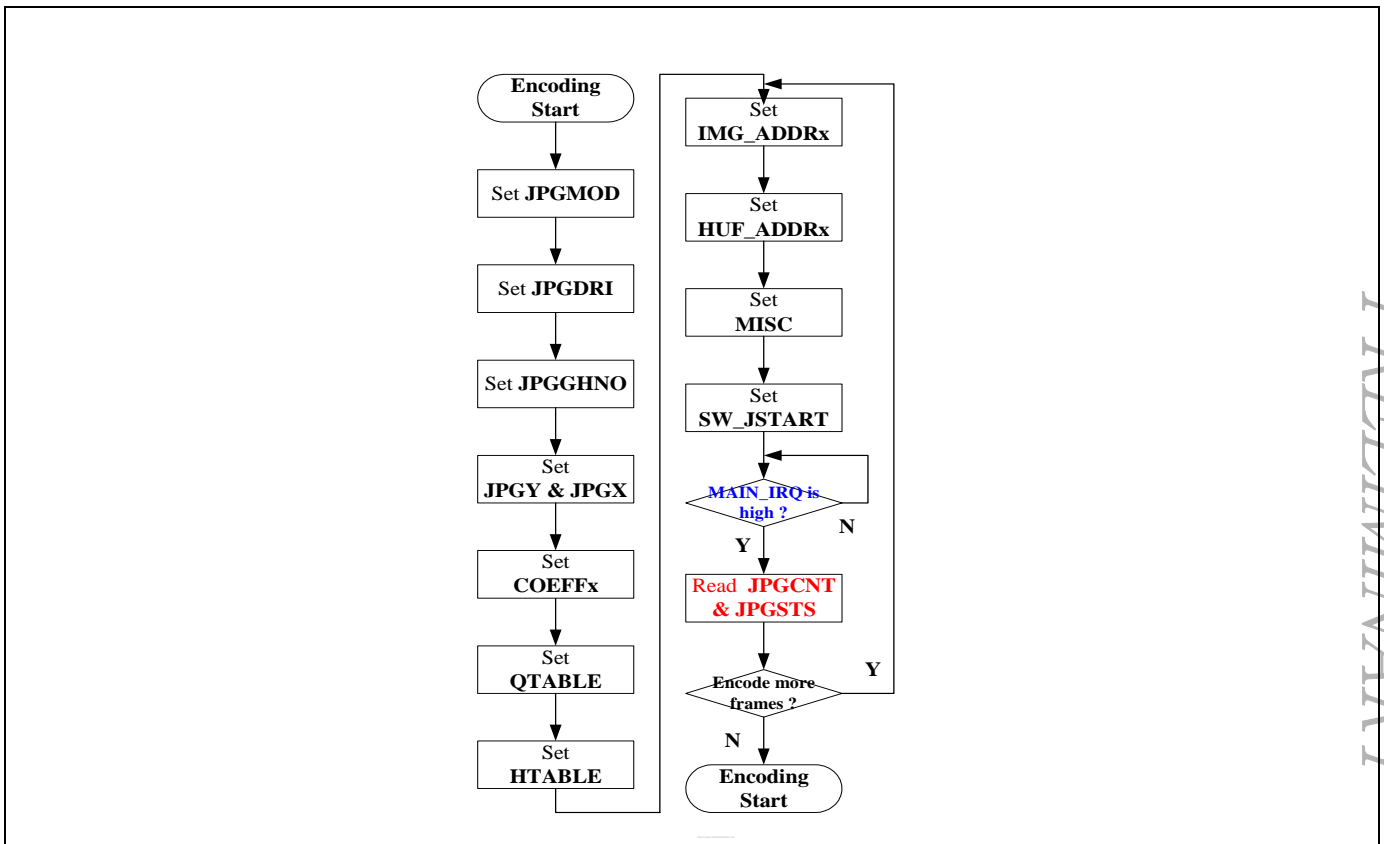 Encoding
Start
Set JPGMOD
Set JPGDRI
Set JPGGHNO
Set
JPGY & JPGX
Set
COEFFx
Set
QTABLE
Set
HTABLE
Set
IMG_ADDRx
Set
HUF_ADDRx
Set
MISC
Set
SW_JSTART
MAIN_IRQ is
high ?
N
Y
Read JPGCNT
& JPGSTS
Encode more
frames ?
Y
N
Encoding
Start